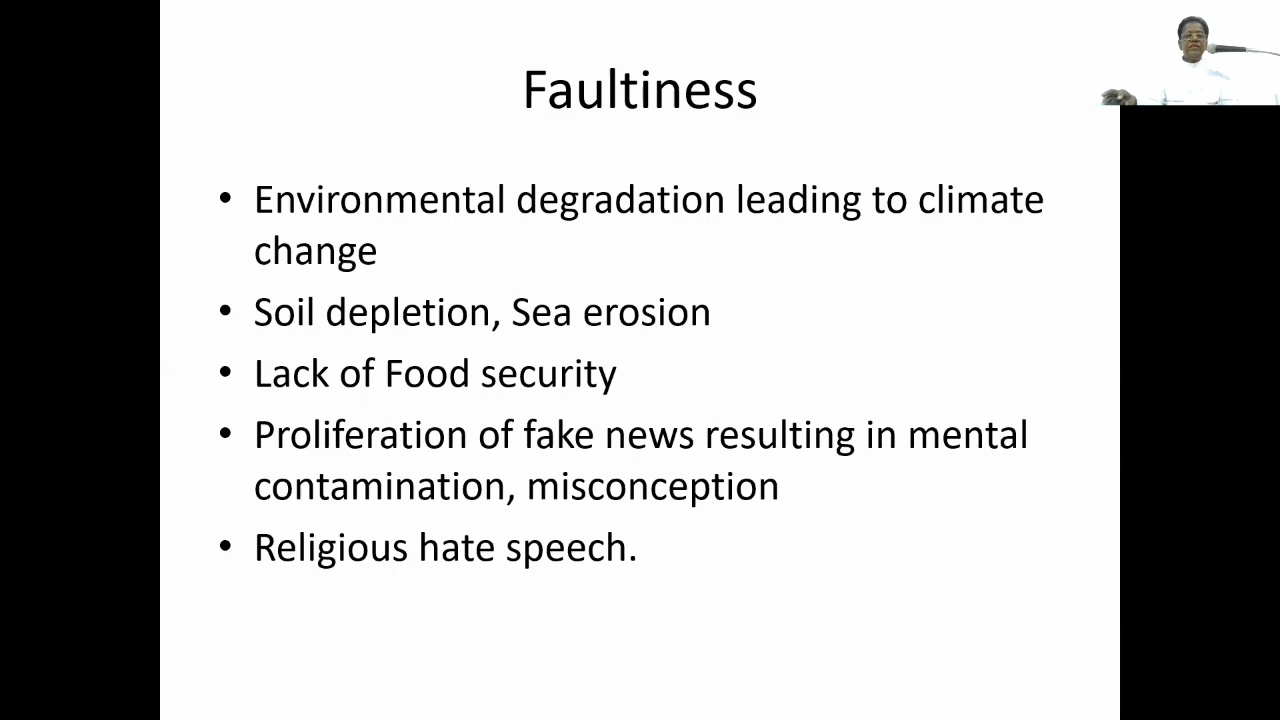 Faultiness
• Environmental degradation leading to climate
change
• Soil depletion, Sea erosion
• Lack of Food security
• Proliferation of fake news resulting in mental
contamination, misconception
• Religious hate speech.